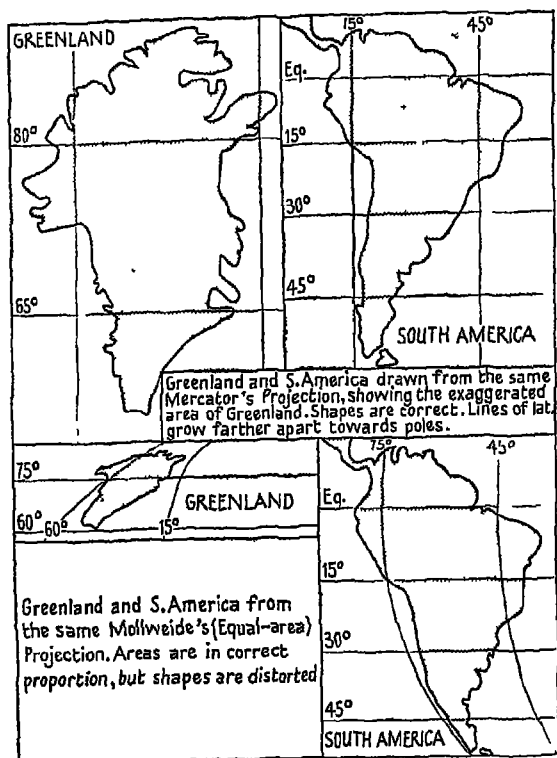 GREENLAND
75° 45°
Eq.
80°
15°
30°
45°
65°
SOUTH AMERICA
Greenland and S.America drawn from the same
Mercator's Projection, showing the exaggerated
area of Greenland. Shapes are correct. Lines of lat.
grow farther apart towards poles.
75°
GREENLAND
60° 60° 15°
75° 45°
Eq.
15°
30°
45°
SOUTH AMERICA
Greenland and S.America from
the same Mollweide's (Equal-area)
Projection. Areas are in correct
proportion, but shapes are distorted